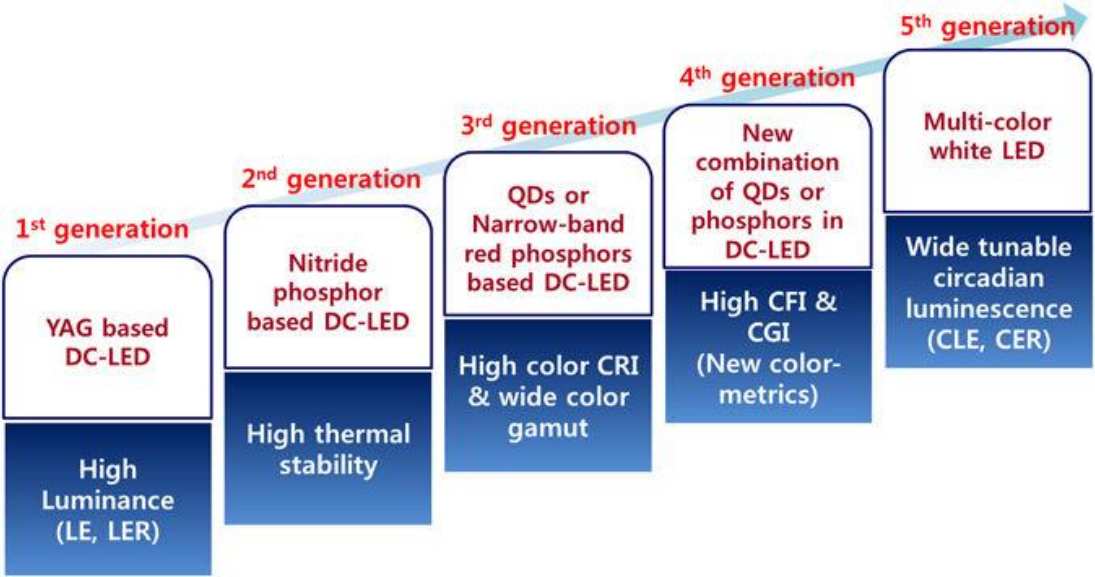 1st generation
YAG based
DC-LED
High
Luminance
(LE, LER)
2nd generation
Nitride
phosphor
based DC-LED
High thermal
stability
3rd generation
QDs or
Narrow-band
red phosphors
based DC-LED
High color CRI
& wide color
gamut
4th generation
New
combination
of QDs or
phosphors in
DC-LED
High CFI &
CGI
(New color-
metrics)
5th generation
Multi-color
white LED
Wide tunable
circadian
luminescence
(CLE, CER)